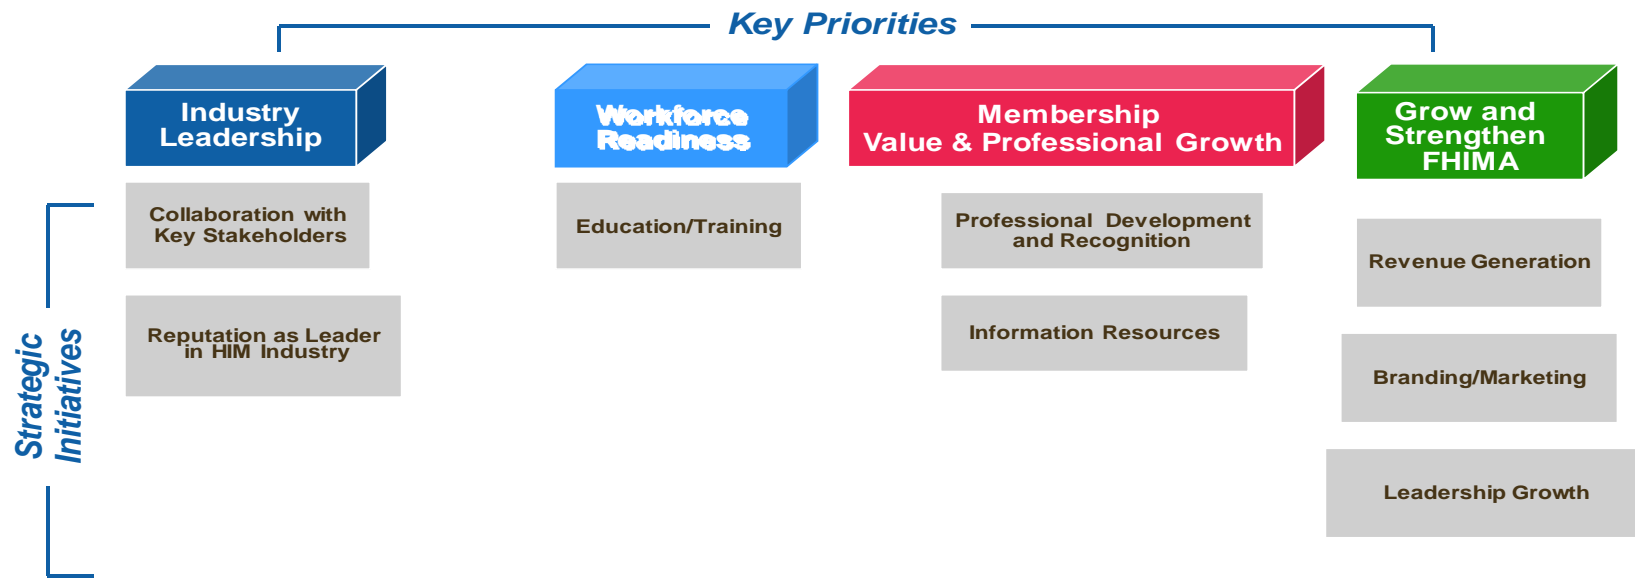 Key Priorities
Industry
Leadership
Workforce
Readiness
Membership
Value & Professional Growth
Grow and
Strengthen
FHIMA
Strategic
Initiatives
Collaboration with
Key Stakeholders
Reputation as Leader
in HIM Industry
Education/Training
Professional Development
and Recognition
Information Resources
Revenue Generation
Branding/Marketing
Leadership Growth